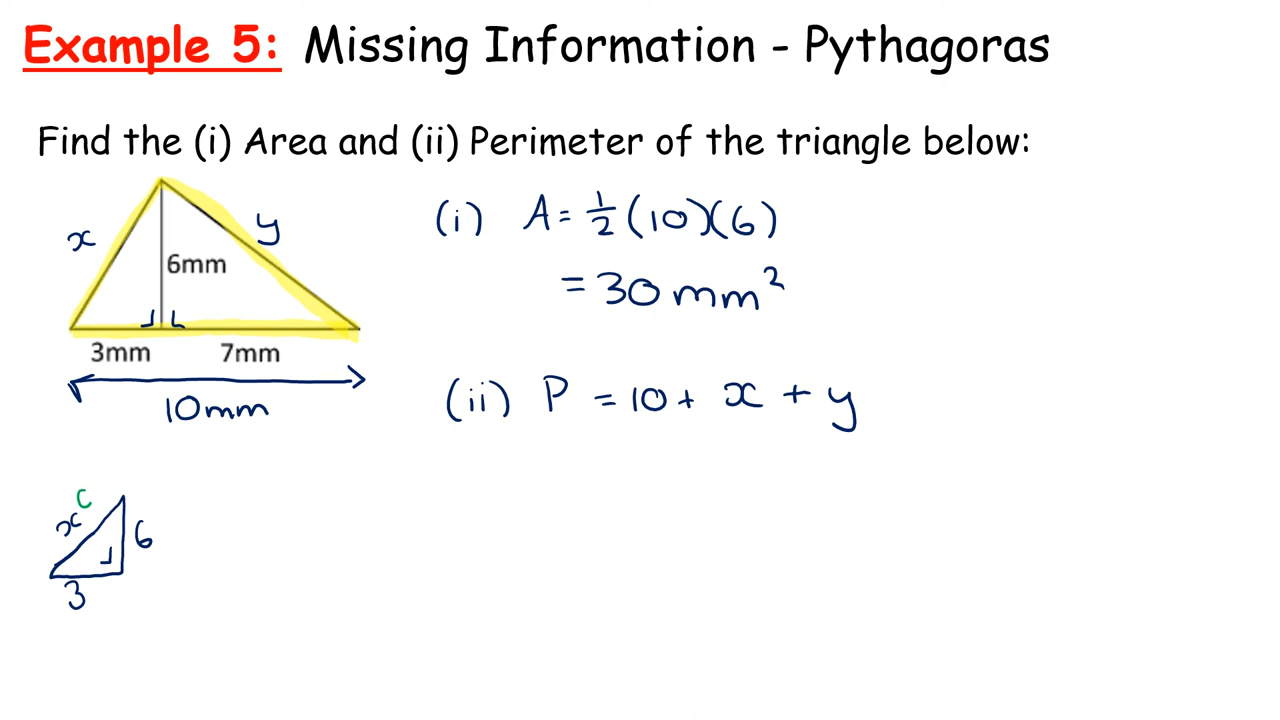 Example 5: Missing Information - Pythagoras
Find the (i) Area and (ii) Perimeter of the triangle below:
x
y
6mm
3mm
7mm
10mm
(i) A = 1/2 (10)(6)
= 30 mm²
(ii) P = 10 + x + y
c
x
6
3